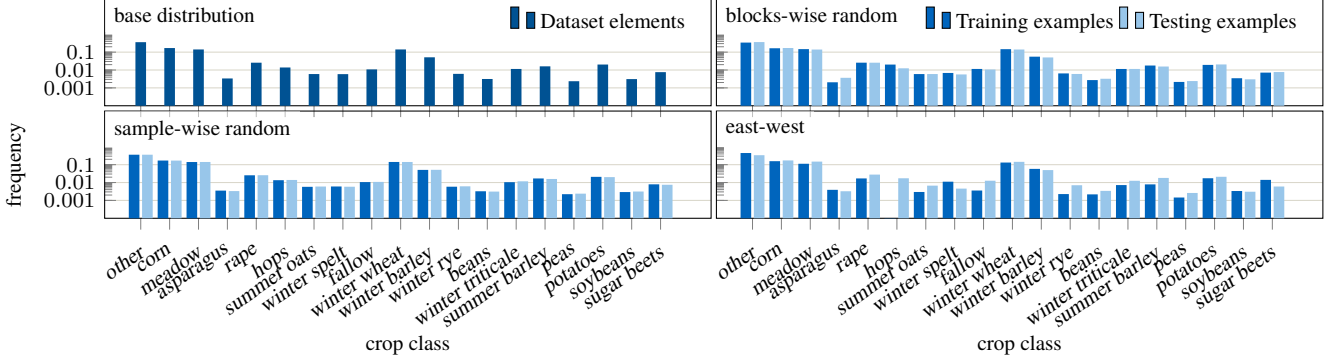 base distribution
Dataset elements
blocks-wise random
Training examples
Testing examples
0.1
0.01
0.001
sample-wise random
east-west
0.1
0.01
0.001
frequency
other
corn
meadow
asparagus
rape
hops
summer oats
winter spelt
fallow
winter wheat
winter barley
winter rye
beans
winter triticale
summer barley
peas
potatoes
soybeans
sugar beets
crop class
other
corn
meadow
asparagus
rape
hops
summer oats
winter spelt
fallow
winter wheat
winter barley
winter rye
beans
winter triticale
summer barley
peas
potatoes
soybeans
sugar beets
crop class